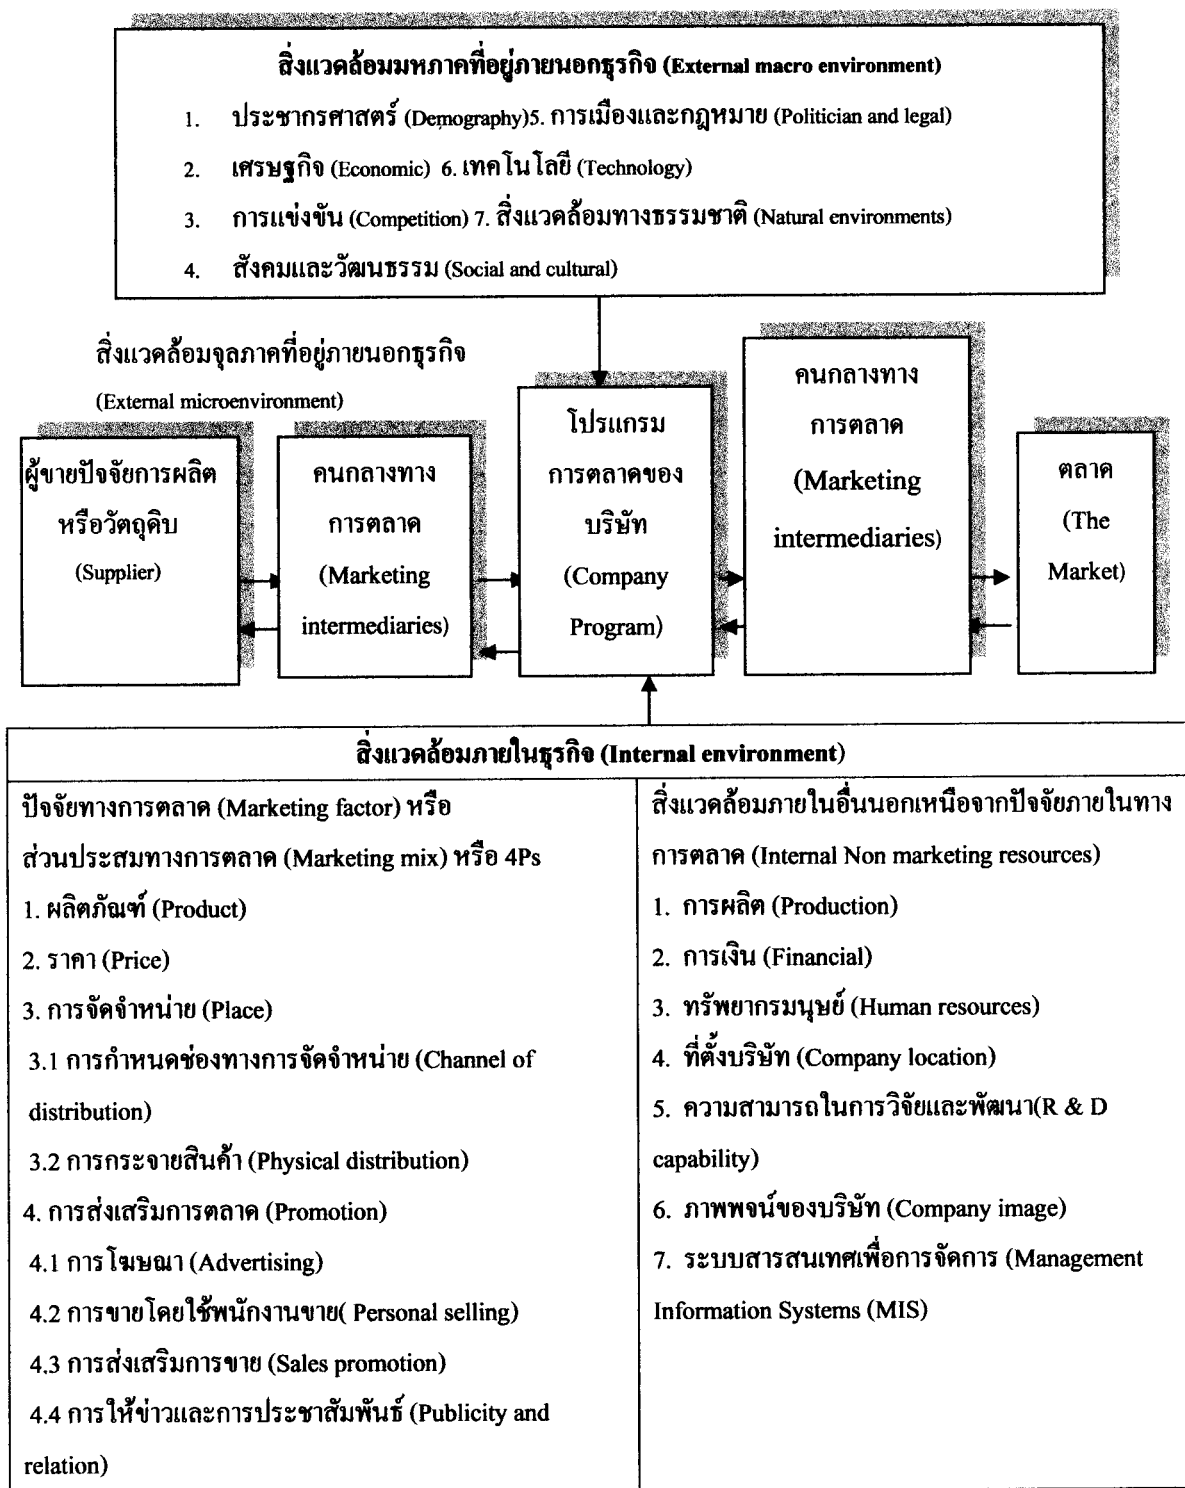 สิ่งแวดล้อมมหภาคที่อยู่ภายนอกธุรกิจ (External macro environment)
1. ประชากรศาสตร์ (Demography)5. การเมืองและกฎหมาย (Politician and legal)
2. เศรษฐกิจ (Economic) 6. เทคโนโลยี (Technology)
3. การแข่งขัน (Competition) 7. สิ่งแวดล้อมทางธรรมชาติ (Natural environments)
4. สังคมและวัฒนธรรม (Social and cultural)
สิ่งแวดล้อมจุลภาคที่อยู่ภายนอกธุรกิจ
(External microenvironment)
ผู้ขายปัจจัยการผลิต
หรือวัตถุดิบ
(Supplier)
คนกลางทาง
การตลาด
(Marketing
intermediaries)
โปรแกรม
การตลาดของ
บริษัท
(Company
Program)
คนกลางทาง
การตลาด
(Marketing
intermediaries)
ตลาด
(The
Market)
สิ่งแวดล้อมภายในธุรกิจ (Internal environment)
ปัจจัยทางการตลาด (Marketing factor) หรือ
ส่วนประสมทางการตลาด (Marketing mix) หรือ 4Ps
1. ผลิตภัณฑ์ (Product)
2. ราคา (Price)
3. การจัดจำหน่าย (Place)
3.1 การกำหนดช่องทางการจัดจำหน่าย (Channel of
distribution)
3.2 การกระจายสินค้า (Physical distribution)
4. การส่งเสริมการตลาด (Promotion)
4.1 การโฆษณา (Advertising)
4.2 การขายโดยใช้พนักงานขาย( Personal selling)
4.3 การส่งเสริมการขาย (Sales promotion)
4.4 การให้ข่าวและการประชาสัมพันธ์ (Publicity and
relation)
สิ่งแวดล้อมภายในอื่นนอกเหนือจากปัจจัยภายในทาง
การตลาด (Internal Non marketing resources)
1. การผลิต (Production)
2. การเงิน (Financial)
3. ทรัพยากรมนุษย์ (Human resources)
4. ที่ตั้งบริษัท (Company location)
5. ความสามารถในการวิจัยและพัฒนา(R & D
capability)
6. ภาพพจน์ของบริษัท (Company image)
7. ระบบสารสนเทศเพื่อการจัดการ (Management
Information Systems (MIS)